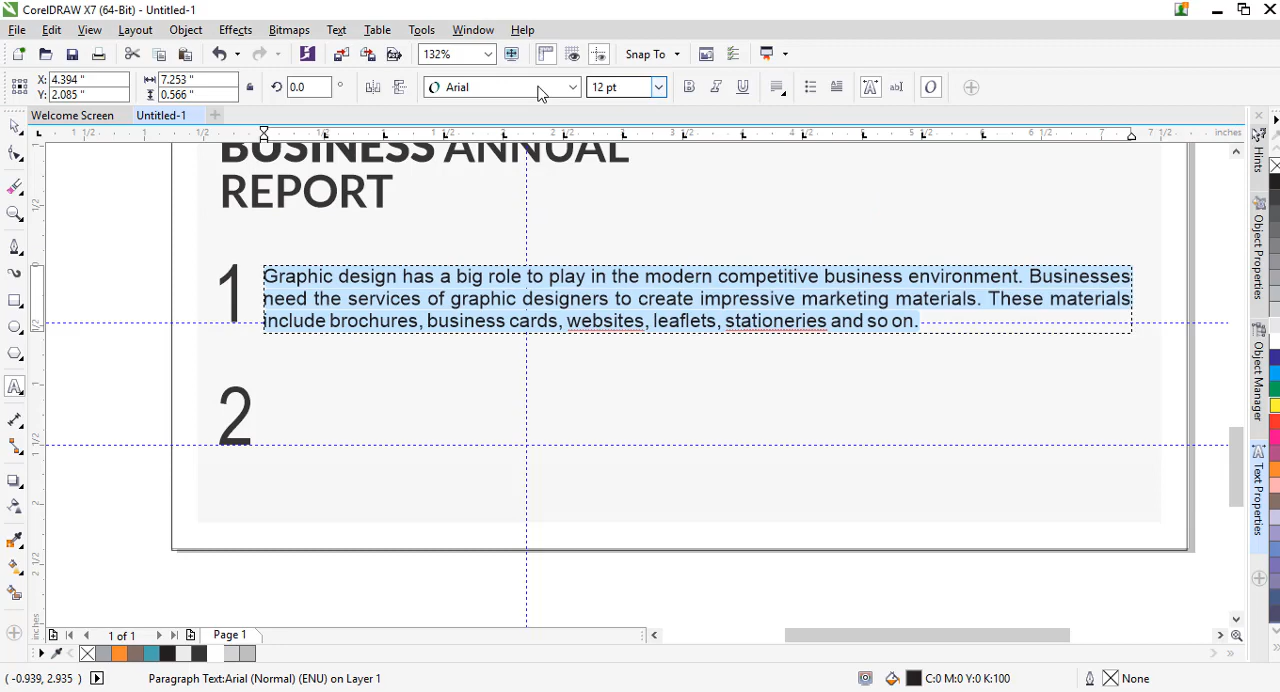 CorelDRAW X7 (64-Bit) - Untitled-1
File Edit View Layout Object Effects Bitmaps Text Table Tools Window Help
132% Snap To
X: 4.394 " 7.253 " 0.0 ° Arial 12 pt
Y: 2.085 " 0.566 "
Welcome Screen Untitled-1
inches
BUSINESS ANNUAL
REPORT
1 Graphic design has a big role to play in the modern competitive business environment. Businesses
need the services of graphic designers to create impressive marketing materials. These materials
include brochures, business cards, websites, leaflets, stationeries and so on.
2
Hints
Object Properties
Object Manager
Text Properties
1 of 1 Page 1
( -0.939, 2.935 ) Paragraph Text:Arial (Normal) (ENU) on Layer 1 C:0 M:0 Y:0 K:100 None